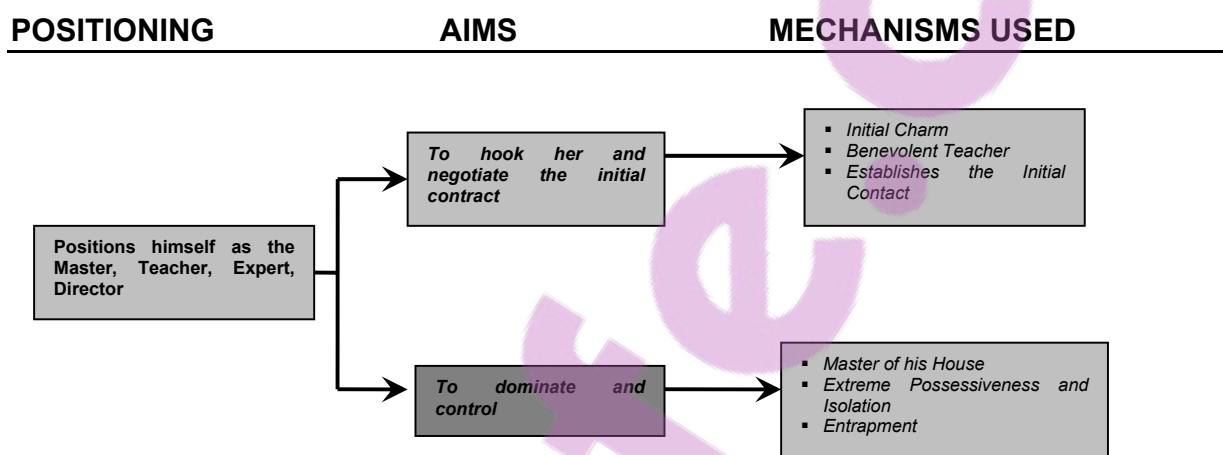 POSITIONING AIMS MECHANISMS USED
Positions himself as the
Master, Teacher, Expert,
Director
To hook her and
negotiate the initial
contract
▪ Initial Charm
▪ Benevolent Teacher
▪ Establishes the Initial
Contact
To dominate and
control
▪ Master of his House
▪ Extreme Possessiveness and
Isolation
▪ Entrapment